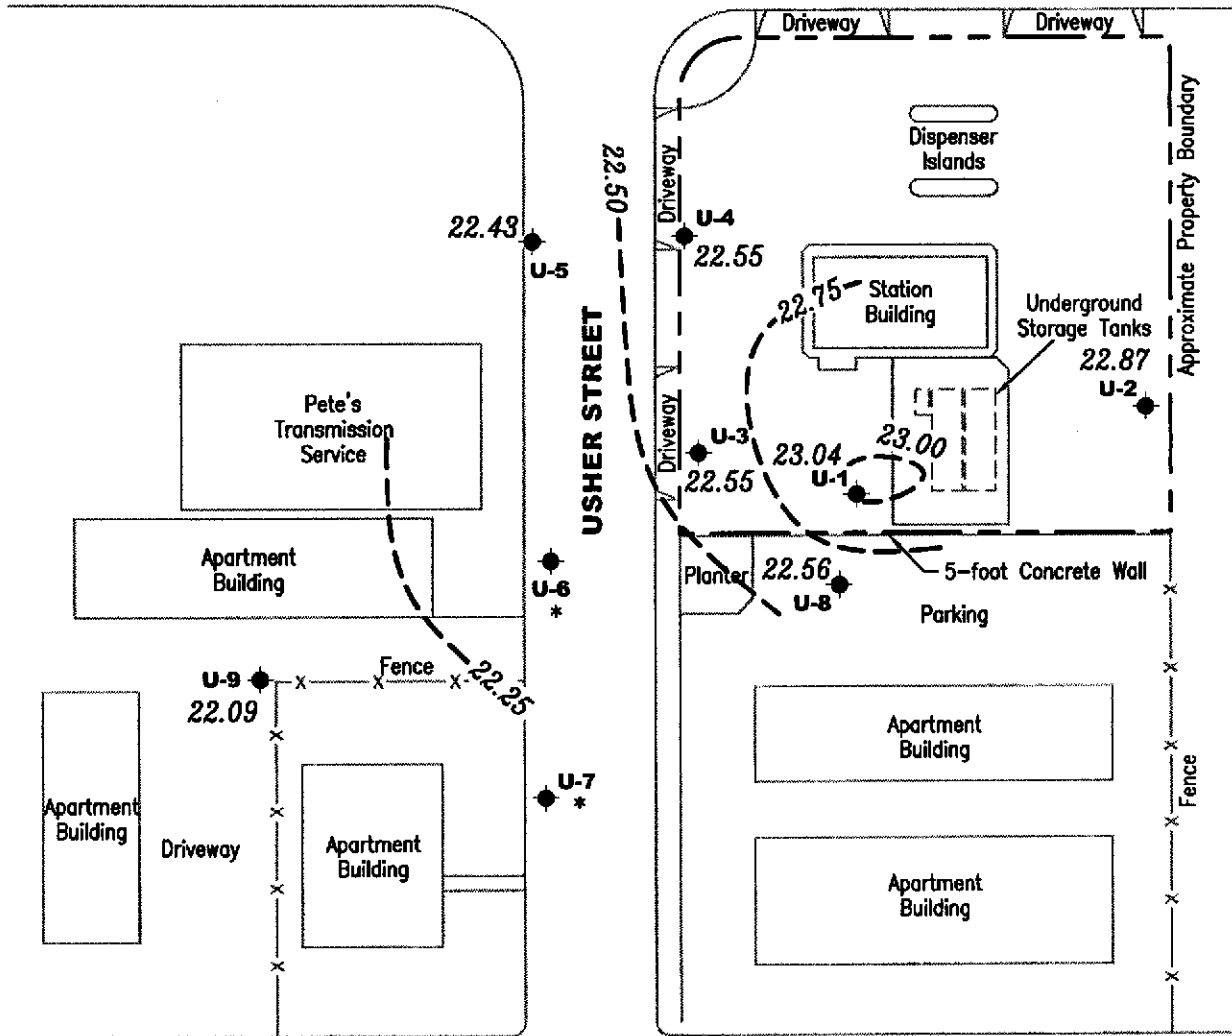 Driveway
Driveway
Approximate Property Boundary
Dispenser
Islands
22.50
Driveway
U-4
22.55
22.43
U-5
USHER STREET
22.75
Station
Building
Underground
Storage Tanks
22.87
U-2
Pete's
Transmission
Service
Driveway
U-3
22.55
23.04
23.00
U-1
Apartment
Building
U-6
*
Planter
22.56
U-8
5-foot Concrete Wall
Parking
U-9
22.09
Fence
x x x
22.25
Apartment
Building
Apartment
Building
Driveway
Apartment
Building
U-7
*
Fence
Apartment
Building